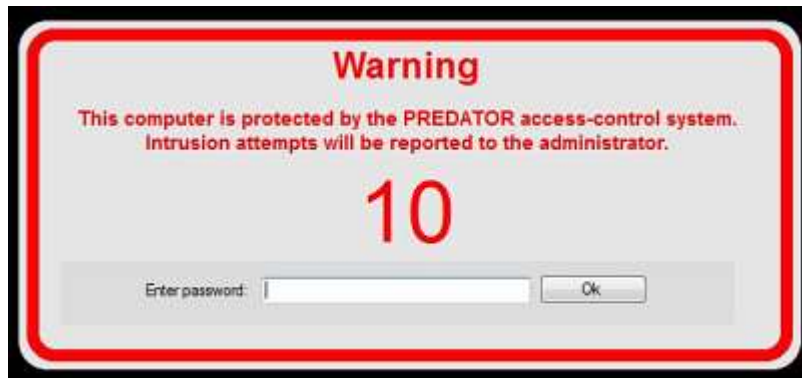 Warning
This computer is protected by the PREDATOR access-control system.
Intrusion attempts will be reported to the administrator.
10
Enter password: Ok